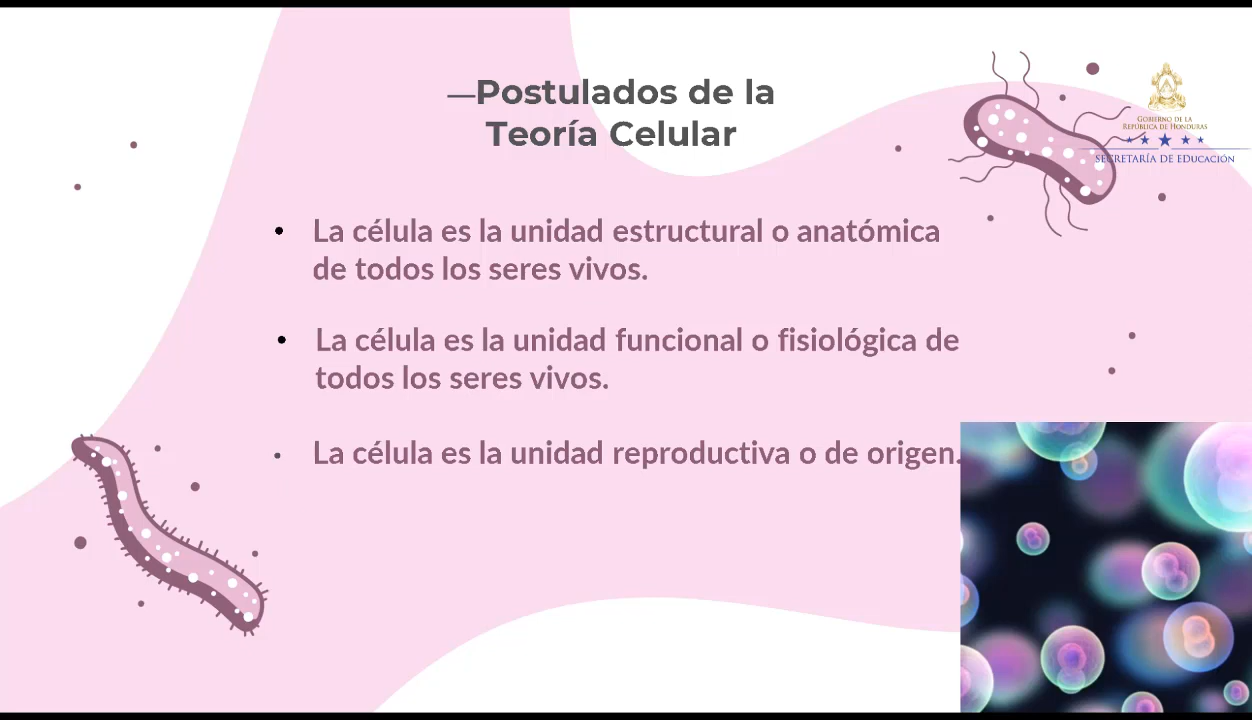 —Postulados de la
Teoría Celular
GOBIERNO DE LA
REPÚBLICA DE HONDURAS
SECRETARÍA DE EDUCACIÓN
• La célula es la unidad estructural o anatómica
de todos los seres vivos.
• La célula es la unidad funcional o fisiológica de
todos los seres vivos.
• La célula es la unidad reproductiva o de origen.